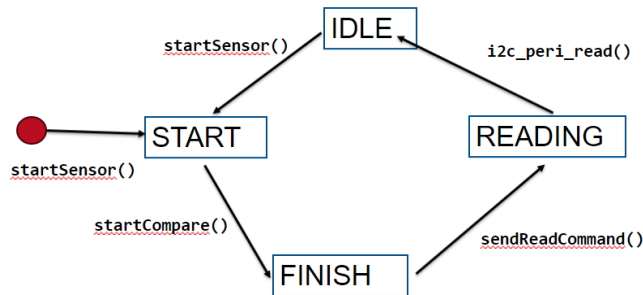 IDLE
startSensor()
i2c_peri_read()
START
READING
startSensor()
startCompare()
sendReadCommand()
FINISH